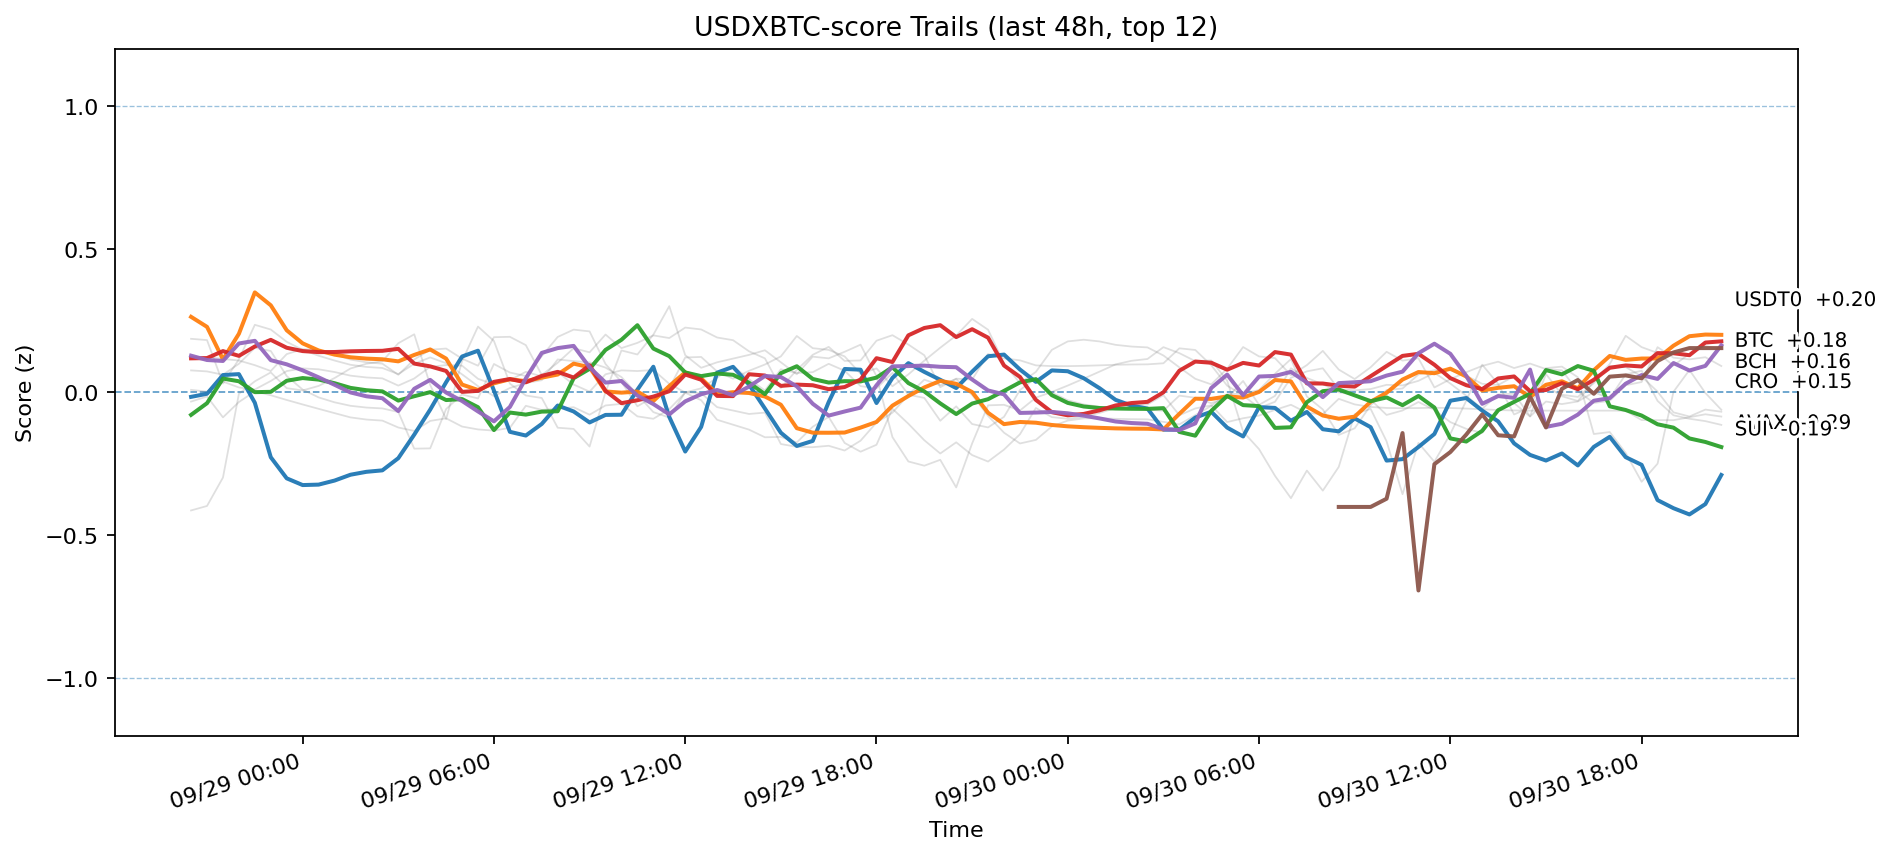 USDXBTC-score Trails (last 48h, top 12)
Score (z)
1.0
0.5
0.0
−0.5
−1.0
USDT0 +0.20
BTC +0.18
BCH +0.16
CRO +0.15
SUI -0.19
09/29 00:00
09/29 06:00
09/29 12:00
09/29 18:00
09/30 00:00
09/30 06:00
09/30 12:00
09/30 18:00
Time